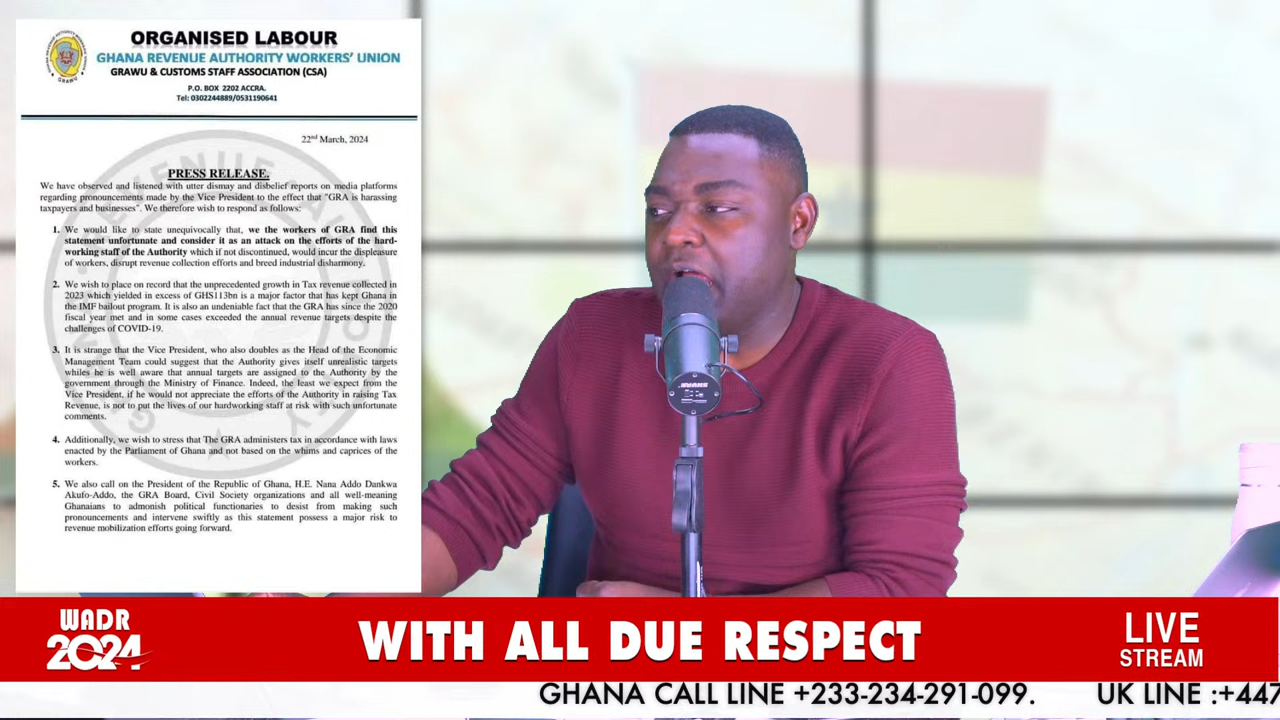 ORGANISED LABOUR
GHANA REVENUE AUTHORITY WORKERS' UNION
GRAWU & CUSTOMS STAFF ASSOCIATION (CSA)
P.O. BOX 2202 ACCRA.
Tel: 0302244889/0531190641
GRAWU
22nd March, 2024
PRESS RELEASE.
We have observed and listened with utter dismay and disbelief reports on media platforms
regarding pronouncements made by the Vice President to the effect that "GRA is harassing
taxpayers and businesses". We therefore wish to respond as follows:
1. We would like to state unequivocally that, we the workers of GRA find this
statement unfortunate and consider it as an attack on the efforts of the hard-
working staff of the Authority which if not discontinued, would incur the displeasure
of workers, disrupt revenue collection efforts and breed industrial disharmony.
2. We wish to place on record that the unprecedented growth in Tax revenue collected in
2023 which yielded in excess of GHS113bn is a major factor that has kept Ghana in
the IMF bailout program. It is also an undeniable fact that the GRA has since the 2020
fiscal year met and in some cases exceeded the annual revenue targets despite the
challenges of COVID-19.
3. It is strange that the Vice President, who also doubles as the Head of the Economic
Management Team could suggest that the Authority gives itself unrealistic targets
whiles he is well aware that annual targets are assigned to the Authority by the
government through the Ministry of Finance. Indeed, the least we expect from the
Vice President, if he would not appreciate the efforts of the Authority in raising Tax
Revenue, is not to put the lives of our hardworking staff at risk with such unfortunate
comments.
4. Additionally, we wish to stress that The GRA administers tax in accordance with laws
enacted by the Parliament of Ghana and not based on the whims and caprices of the
workers.
5. We also call on the President of the Republic of Ghana, H.E. Nana Addo Dankwa
Akufo-Addo, the GRA Board, Civil Society organizations and all well-meaning
Ghanaians to admonish political functionaries to desist from making such
pronouncements and intervene swiftly as this statement possess a major risk to
revenue mobilization efforts going forward.
WADR
2024
WITH ALL DUE RESPECT
LIVE
STREAM
GHANA CALL LINE +233-234-291-099. UK LINE :+447